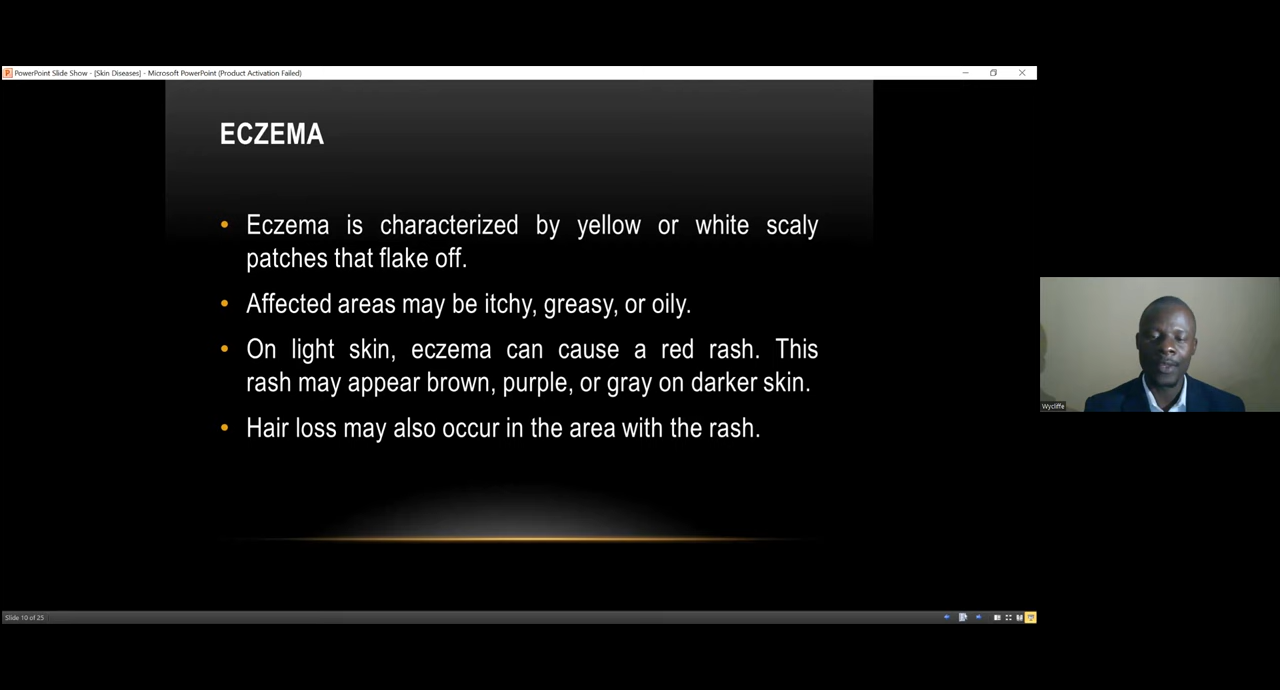 PowerPoint Slide Show - [Skin Diseases] - Microsoft PowerPoint (Product Activation Failed)
ECZEMA
• Eczema is characterized by yellow or white scaly
patches that flake off.
• Affected areas may be itchy, greasy, or oily.
• On light skin, eczema can cause a red rash. This
rash may appear brown, purple, or gray on darker skin.
• Hair loss may also occur in the area with the rash.
Wycliffe
Slide 10 of 25